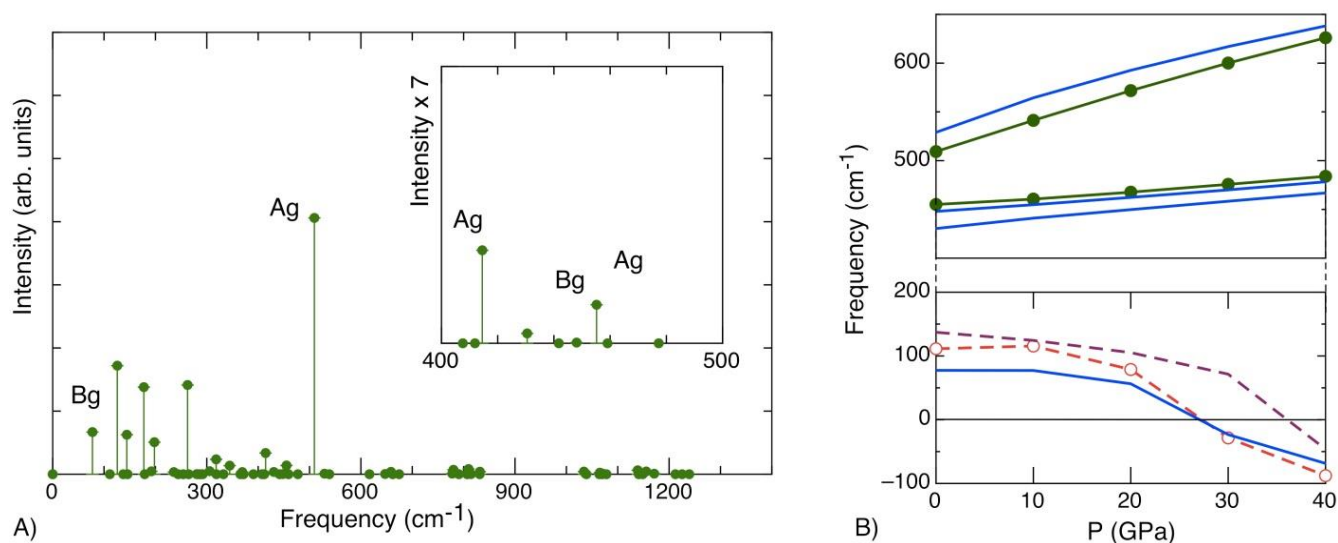 Intensity (arb. units)
Ag
Bg
0
300
600
900
1200
Frequency (cm-1)
A)
Intensity x 7
Ag
Bg
Ag
400
500
Frequency (cm-1)
600
500
200
100
0
−100
0
10
20
30
40
P (GPa)
B)